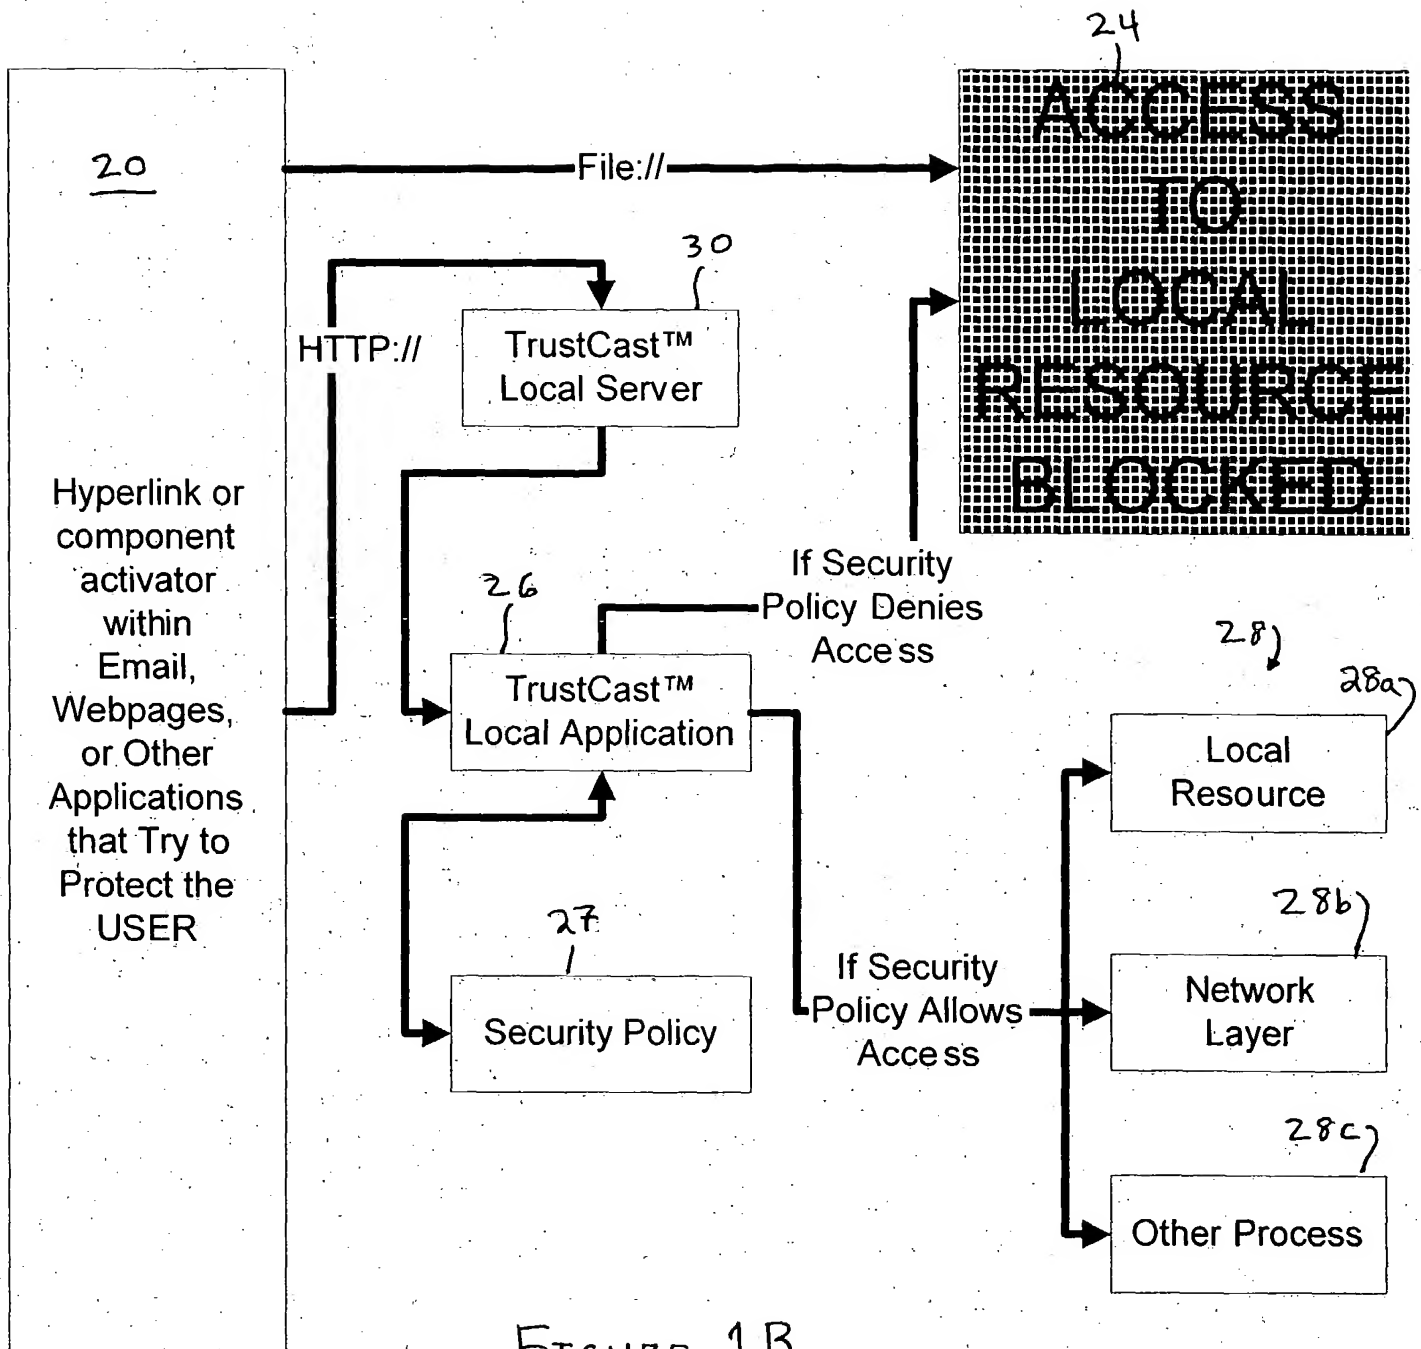 24
ACCESS
TO
LOCAL
RESOURCE
BLOCKED
20
File://
30
HTTP://
TrustCast™
Local Server
Hyperlink or
component
activator
within
Email,
Webpages,
or Other
Applications
that Try to
Protect the
USER
If Security
Policy Denies
Access
26
TrustCast™
Local Application
28
28a
Local
Resource
27
Security Policy
If Security
Policy Allows
Access
28b
Network
Layer
28c
Other Process
FIGURE 1B